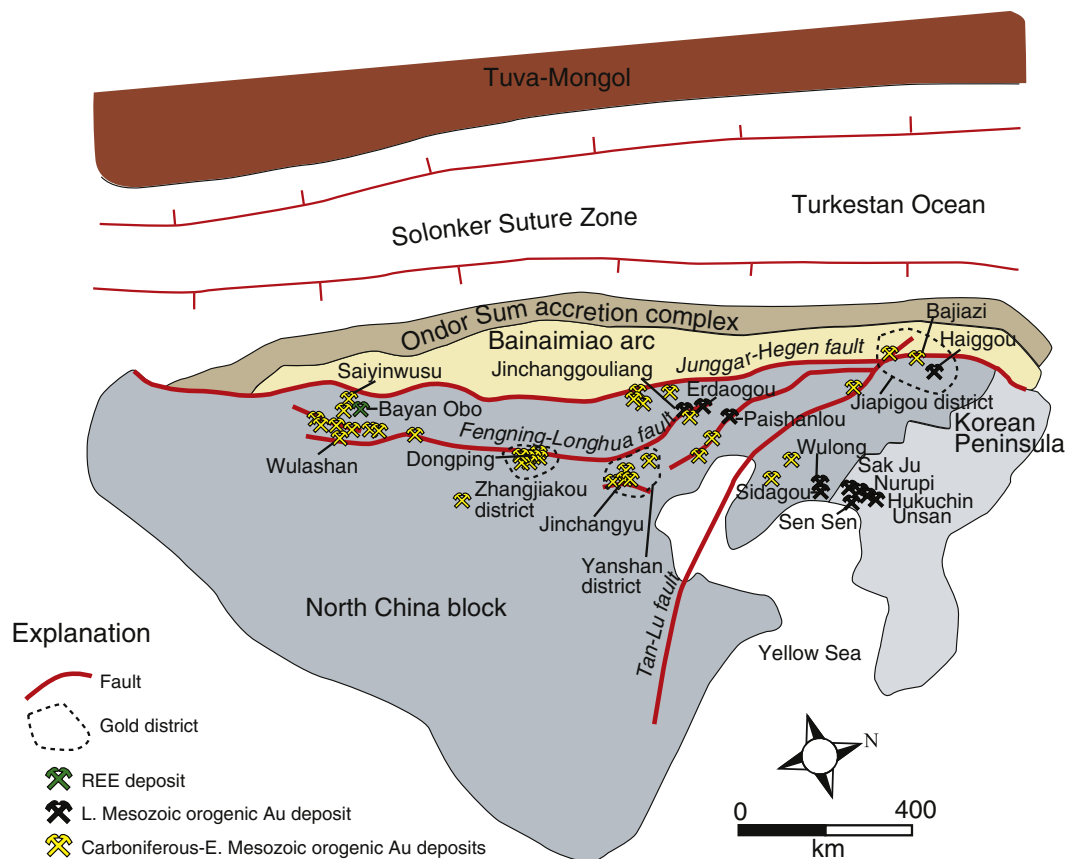 Tuva-Mongol
Turkestan Ocean
Solonker Suture Zone
Ondor Sum accretion complex
Bainaimiao arc
Bajiazi
Junggar-Hegen fault
Haiggou
Jinchanggouliang
Saiyinwusu
Erdaogou
Bayan Obo
Paishanlou
Jiapigou district
Korean
Peninsula
Fengning-Longhua fault
Wulashan
Dongping
Wulong
Sak Ju
Nurupi
Zhangjiakou
district
Sidagou
Hukuchin
Jinchangyu
Sen Sen
Unsan
Yanshan
district
North China block
Tan-Lu fault
Yellow Sea
Explanation
Fault
Gold district
REE deposit
L. Mesozoic orogenic Au deposit
Carboniferous-E. Mesozoic orogenic Au deposits
N
0 400
km